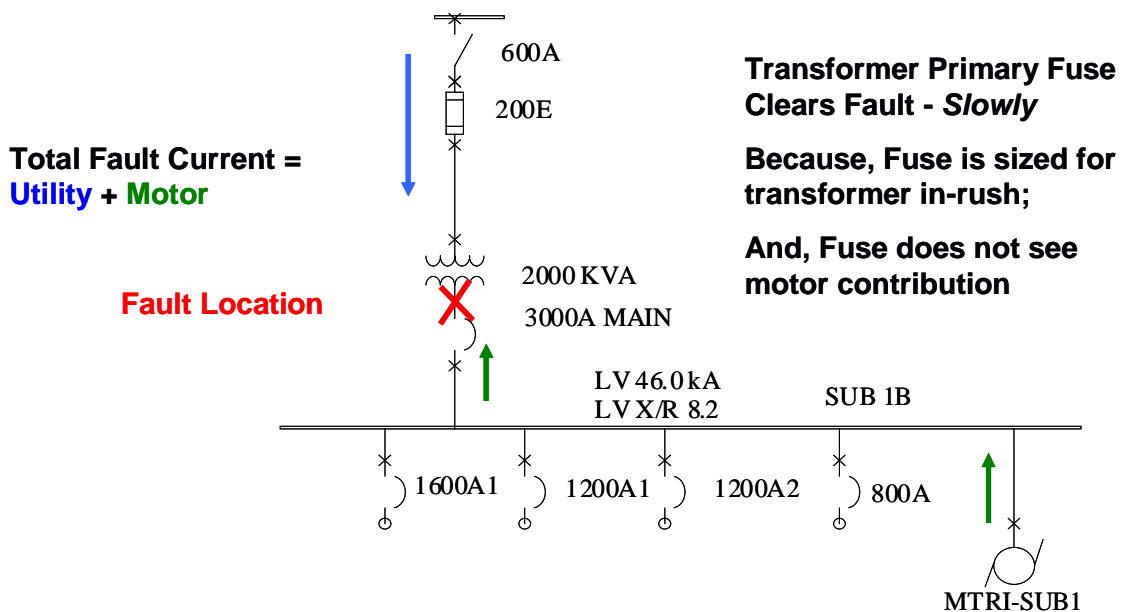 600A
200E
Transformer Primary Fuse
Clears Fault - Slowly
Total Fault Current =
Utility + Motor
Because, Fuse is sized for
transformer in-rush;
And, Fuse does not see
motor contribution
2000 KVA
Fault Location
3000A MAIN
LV 46.0 kA
LV X/R 8.2
SUB 1B
1600A1
1200A1
1200A2
800A
MTRI-SUB1